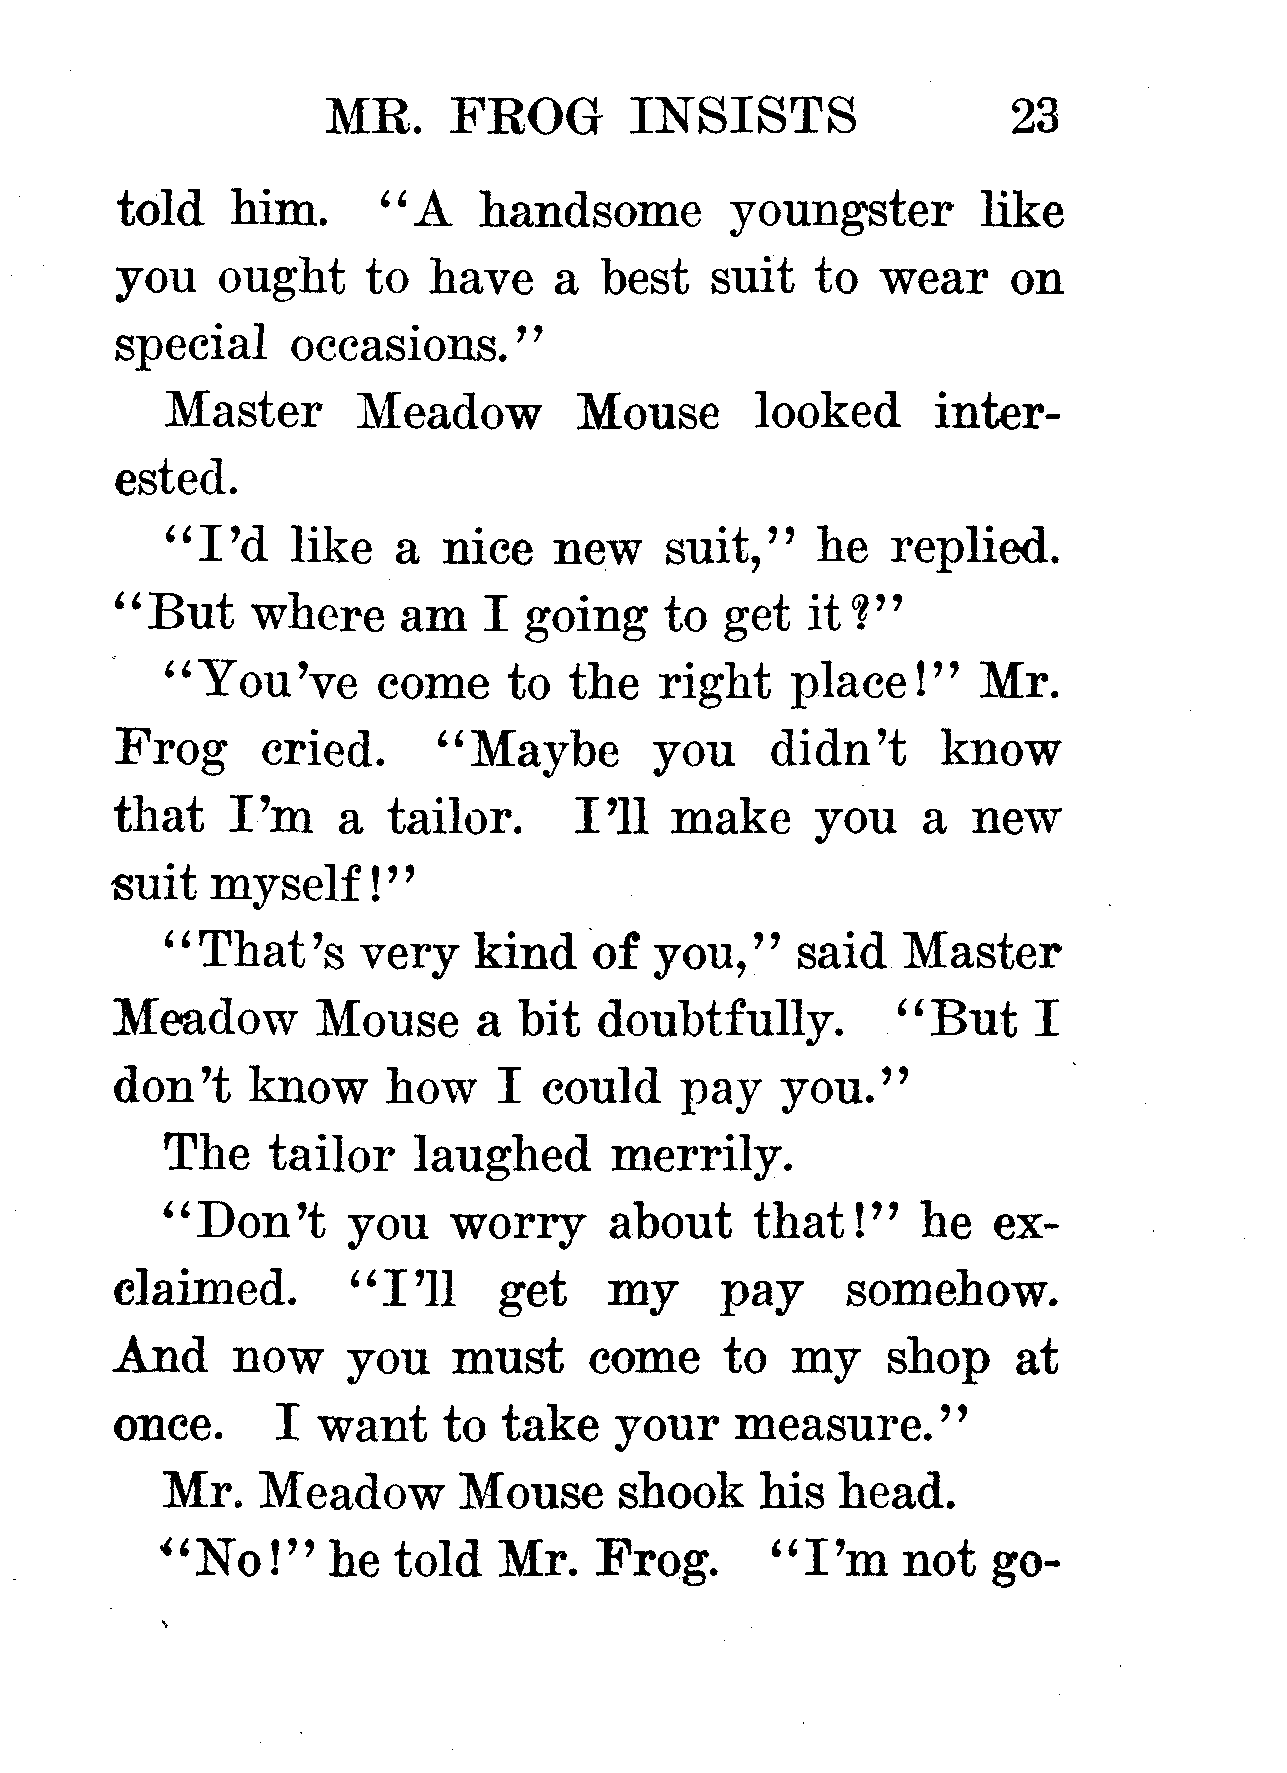 MR. FROG INSISTS 23
told him. “A handsome youngster like
you ought to have a best suit to wear on
special occasions.”
Master Meadow Mouse looked inter-
ested.
“I’d like a nice new suit,” he replied.
“But where am I going to get it?”
“You’ve come to the right place!” Mr.
Frog cried. “Maybe you didn’t know
that I’m a tailor. I’ll make you a new
suit myself!”
“That’s very kind of you,” said Master
Meadow Mouse a bit doubtfully. “But I
don’t know how I could pay you.”
The tailor laughed merrily.
“Don’t you worry about that!” he ex-
claimed. “I’ll get my pay somehow.
And now you must come to my shop at
once. I want to take your measure.”
Mr. Meadow Mouse shook his head.
“No!” he told Mr. Frog. “I’m not go-